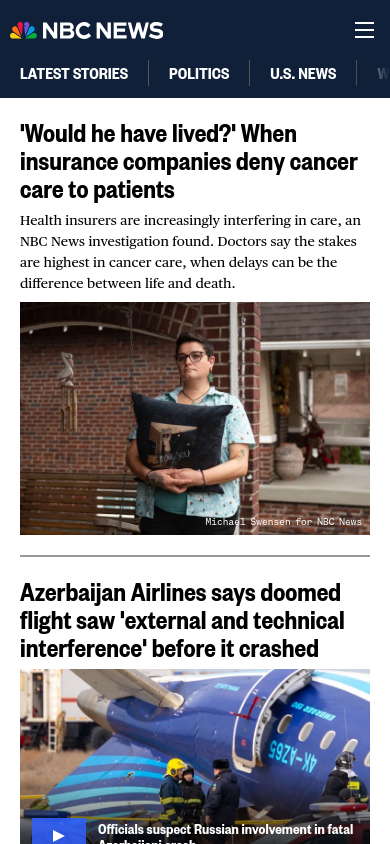 NBC NEWS
LATEST STORIES
POLITICS
U.S. NEWS
'Would he have lived?' When
insurance companies deny cancer
care to patients
Health insurers are increasingly interfering in care, an
NBC News investigation found. Doctors say the stakes
are highest in cancer care, when delays can be the
difference between life and death.
Michael Swensen for NBC News
Azerbaijan Airlines says doomed
flight saw 'external and technical
interference' before it crashed
4K-AZ65
Officials suspect Russian involvement in fatal
Azerbaijani crash